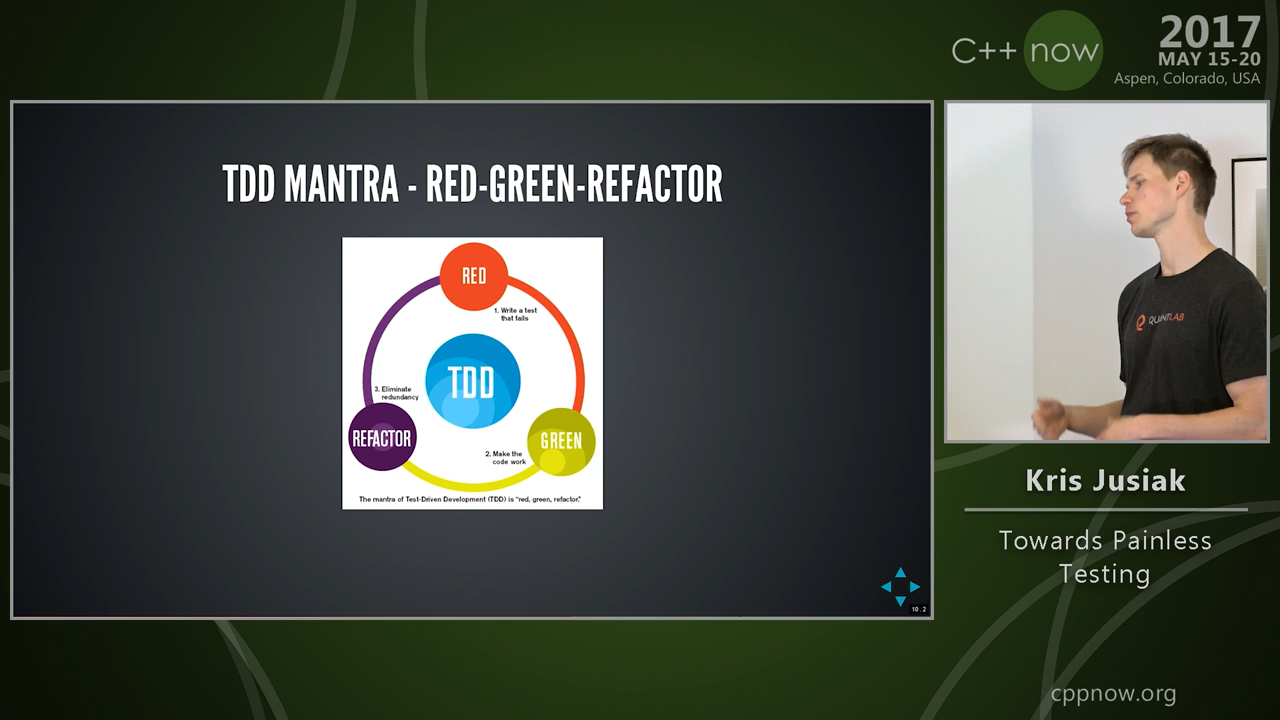 C++ now
2017
MAY 15-20
Aspen, Colorado, USA
TDD MANTRA - RED-GREEN-REFACTOR
RED
1. Write a test
that fails
TDD
3. Eliminate
redundancy
REFACTOR
GREEN
2. Make the
code work
The mantra of Test-Driven Development (TDD) is "red, green, refactor."
10.2
QUANTLAB
Kris Jusiak
Towards Painless
Testing
cppnow.org